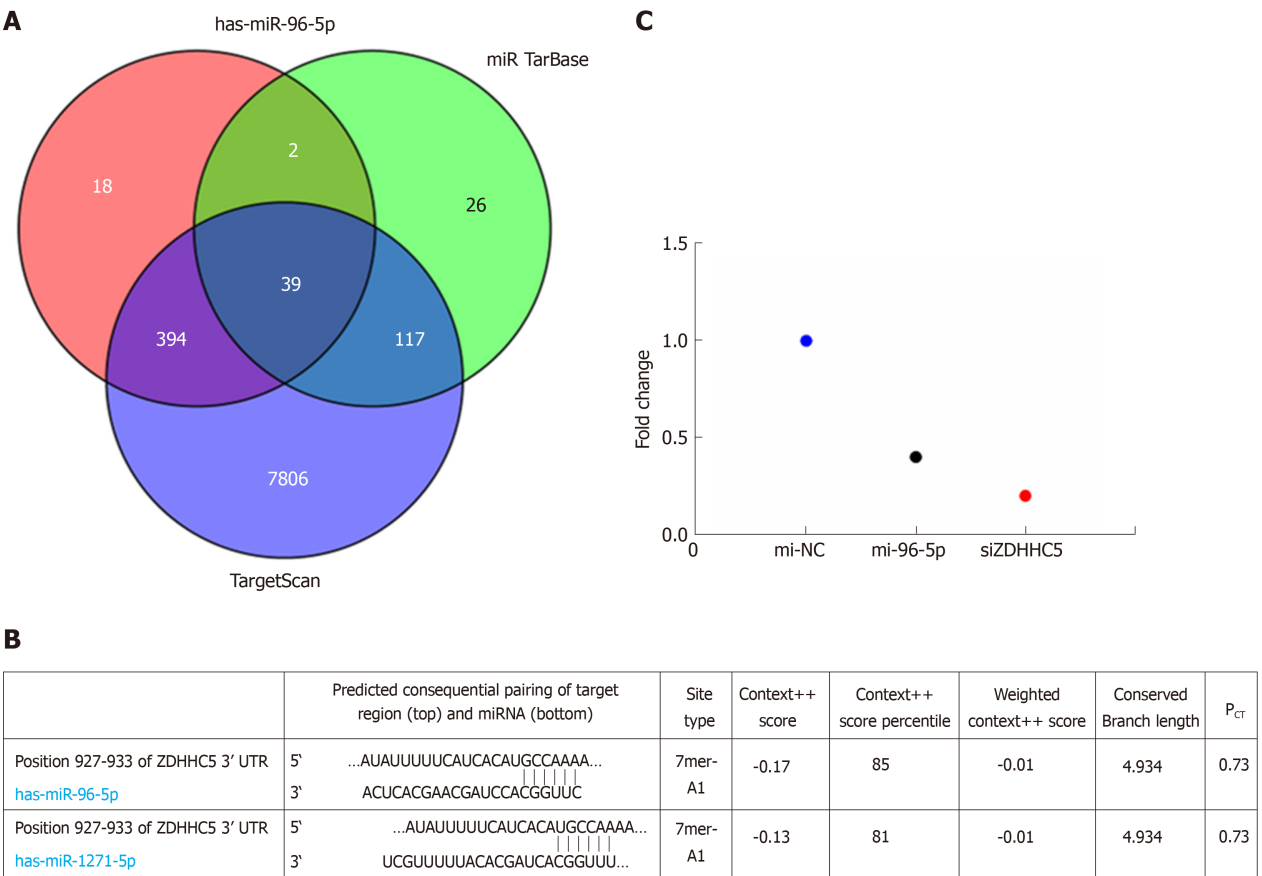 A
has-miR-96-5p
miR TarBase
2
18
26
39
394
117
7806
TargetScan
C
1.5
1.0
0.5
0.0
Fold change
0
mi-NC
mi-96-5p
siZDHHC5
B
Predicted consequential pairing of target
region (top) and miRNA (bottom)
Site
type
Context++
score
Context++
score percentile
Weighted
context++ score
Conserved
Branch length
PCT
Position 927-933 of ZDHHC5 3′ UTR
5‵ ...AUAUUUUUCAUCACAUGCCAAAA...
has-miR-96-5p
3‵ ACUCACGAACGAUCCACGGUUC
7mer-
A1
-0.17
85
-0.01
4.934
0.73
Position 927-933 of ZDHHC5 3′ UTR
5‵ ...AUAUUUUUCAUCACAUGCCAAAA...
has-miR-1271-5p
3‵ UCGUUUUUACACGAUCACGGUUU...
7mer-
A1
-0.13
81
-0.01
4.934
0.73